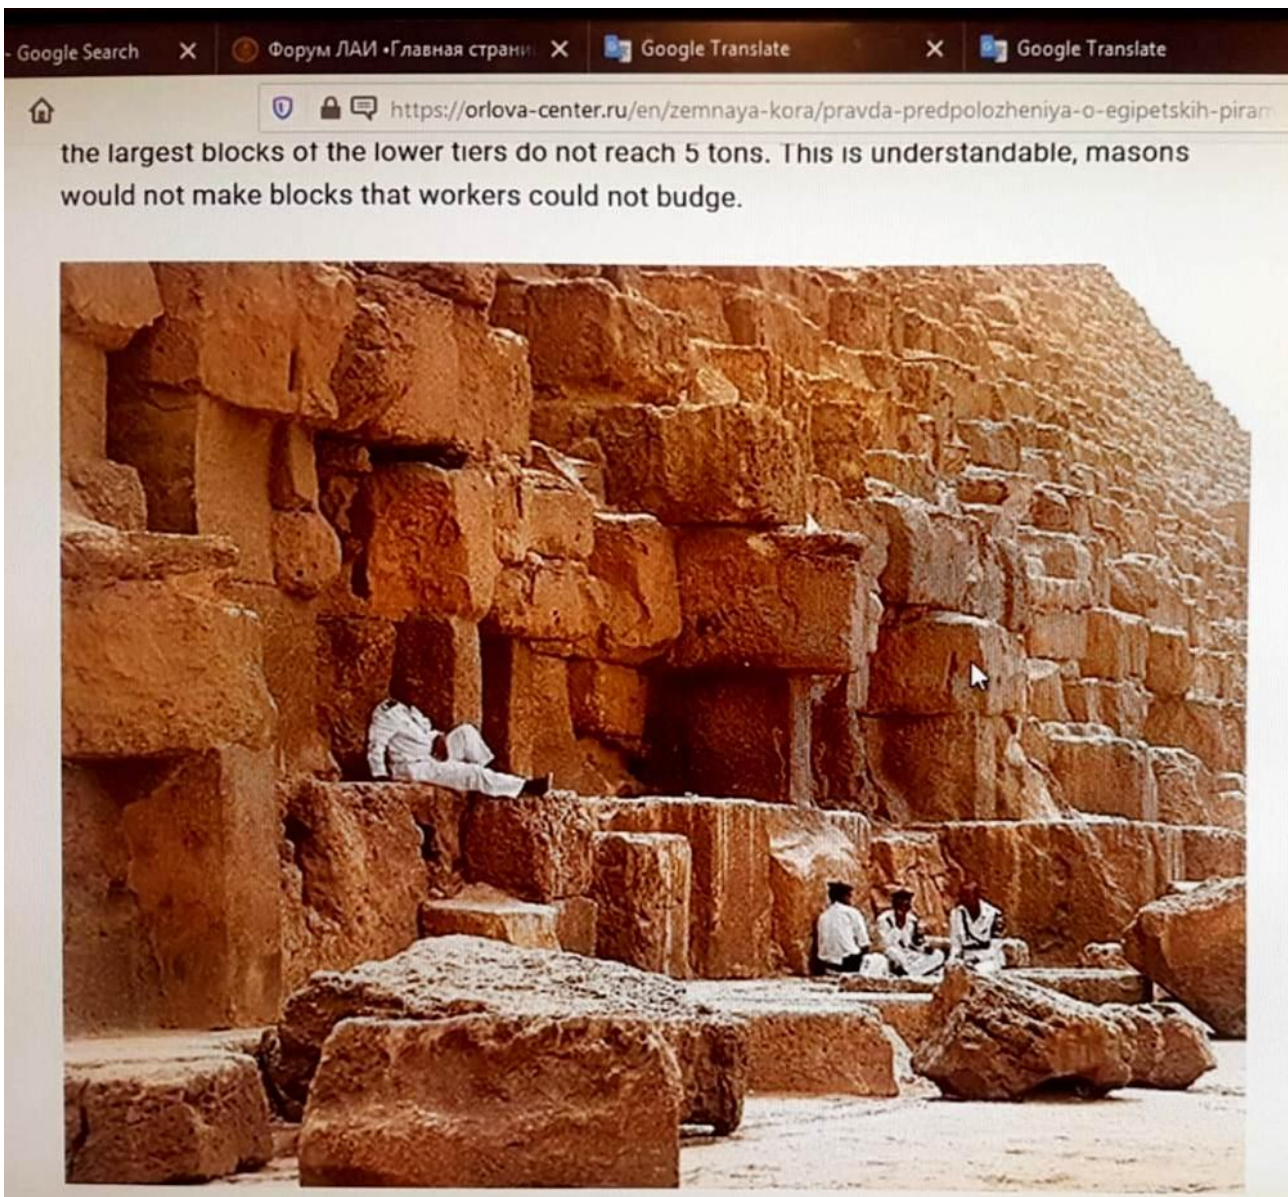 - Google Search
Форум ЛАИ •Главная страни
Google Translate
Google Translate
https://orlova-center.ru/en/zemnaya-kora/pravda-predpolozheniya-o-egipetskih-piram
the largest blocks of the lower tiers do not reach 5 tons. This is understandable, masons
would not make blocks that workers could not budge.